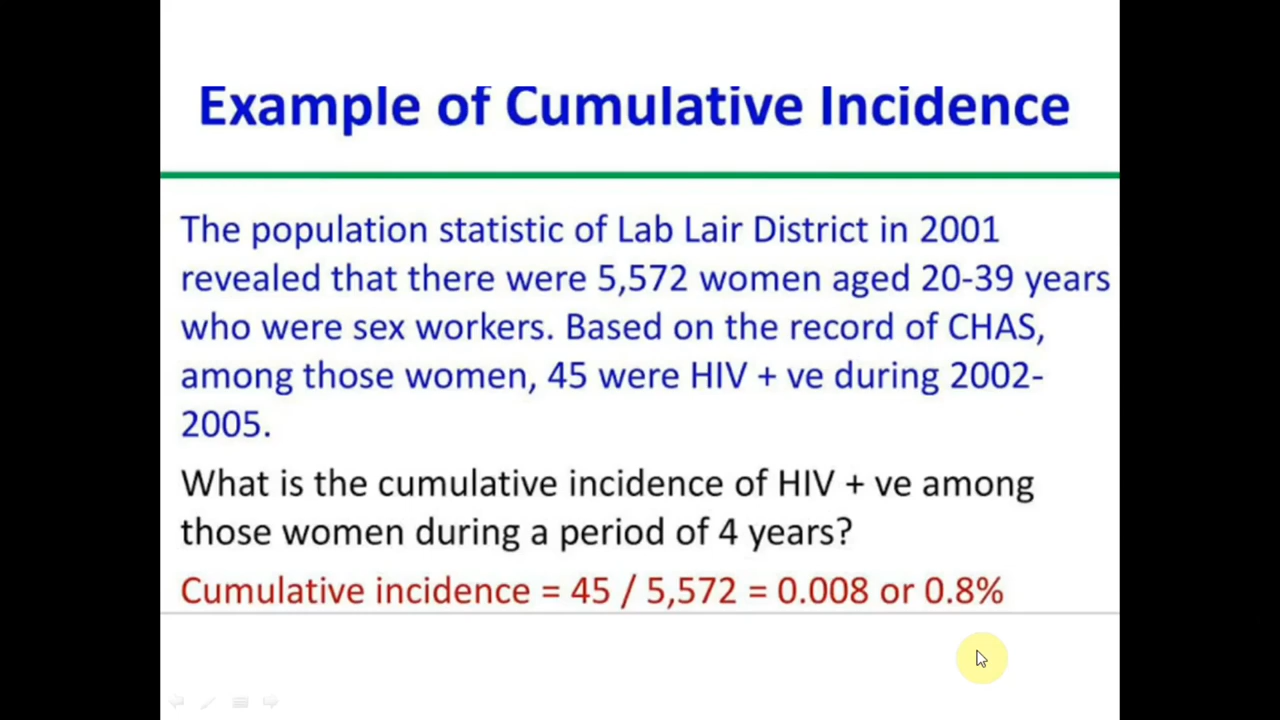 Example of Cumulative Incidence
The population statistic of Lab Lair District in 2001
revealed that there were 5,572 women aged 20-39 years
who were sex workers. Based on the record of CHAS,
among those women, 45 were HIV + ve during 2002-
2005.
What is the cumulative incidence of HIV + ve among
those women during a period of 4 years?
Cumulative incidence = 45 / 5,572 = 0.008 or 0.8%